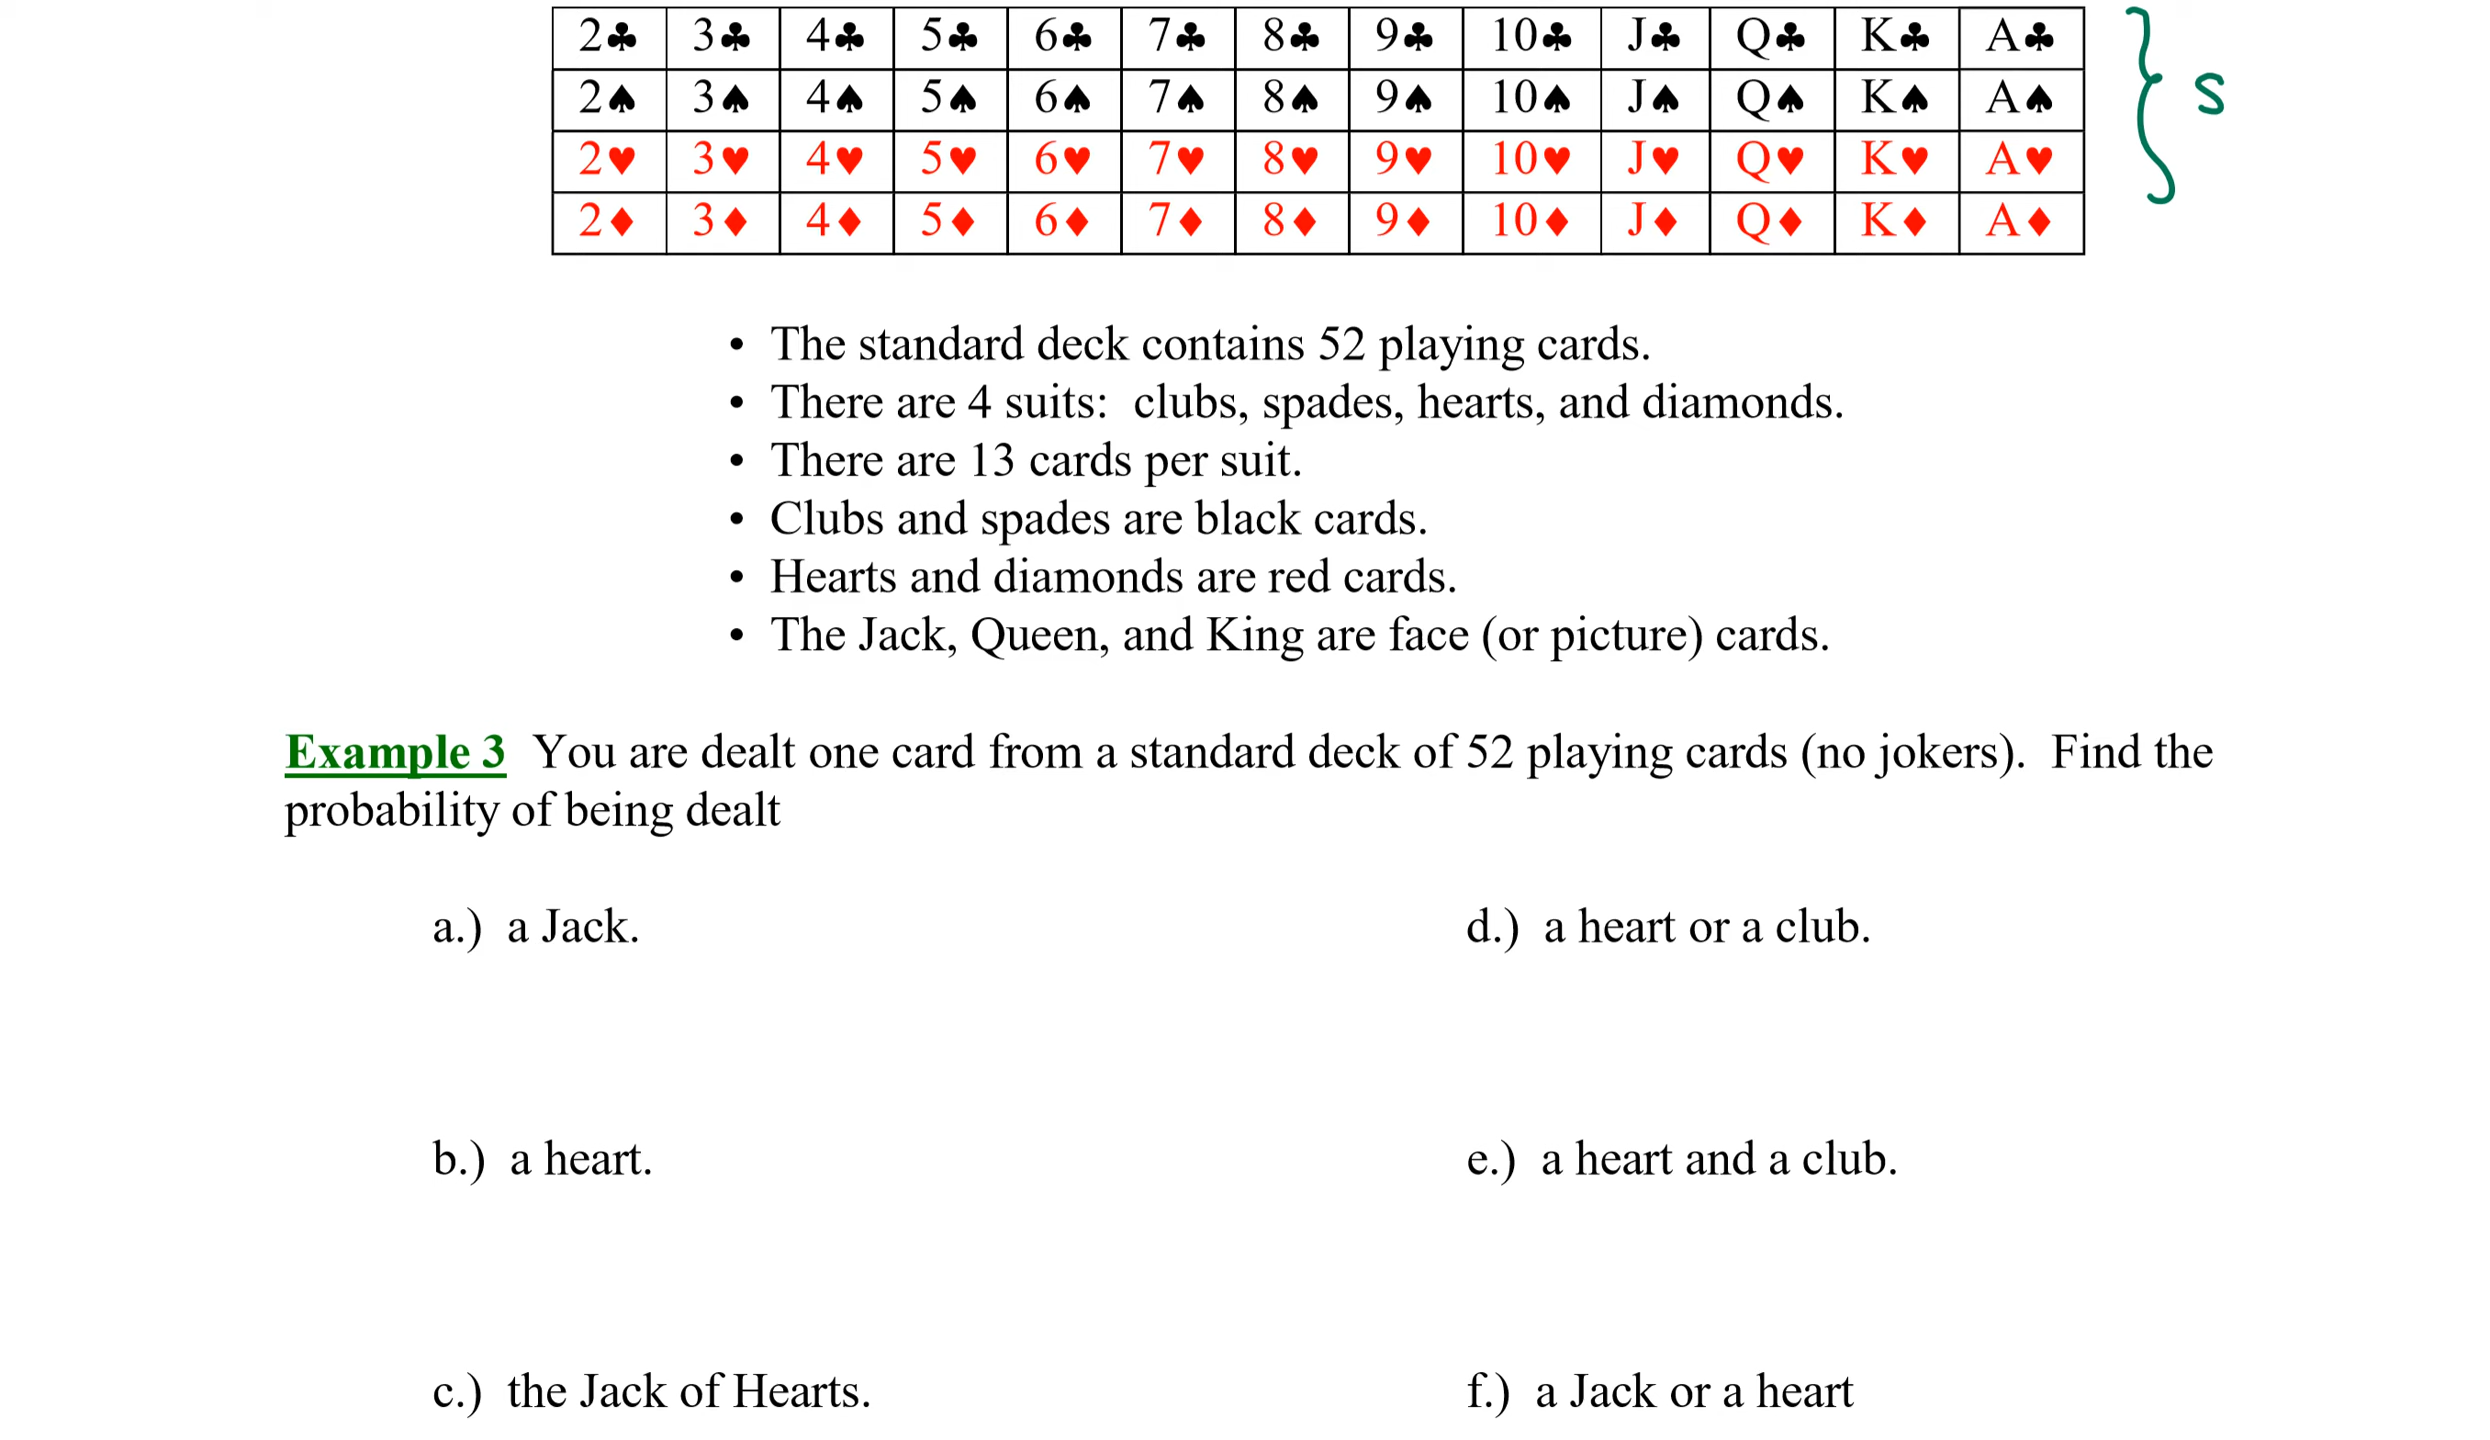 2♣ 3♣ 4♣ 5♣ 6♣ 7♣ 8♣ 9♣ 10♣ J♣ Q♣ K♣ A♣
2♠ 3♠ 4♠ 5♠ 6♠ 7♠ 8♠ 9♠ 10♠ J♠ Q♠ K♠ A♠
S
2♥ 3♥ 4♥ 5♥ 6♥ 7♥ 8♥ 9♥ 10♥ J♥ Q♥ K♥ A♥
2♦ 3♦ 4♦ 5♦ 6♦ 7♦ 8♦ 9♦ 10♦ J♦ Q♦ K♦ A♦
• The standard deck contains 52 playing cards.
• There are 4 suits: clubs, spades, hearts, and diamonds.
• There are 13 cards per suit.
• Clubs and spades are black cards.
• Hearts and diamonds are red cards.
• The Jack, Queen, and King are face (or picture) cards.
Example 3 You are dealt one card from a standard deck of 52 playing cards (no jokers). Find the
probability of being dealt
a.) a Jack.
d.) a heart or a club.
b.) a heart.
e.) a heart and a club.
c.) the Jack of Hearts.
f.) a Jack or a heart